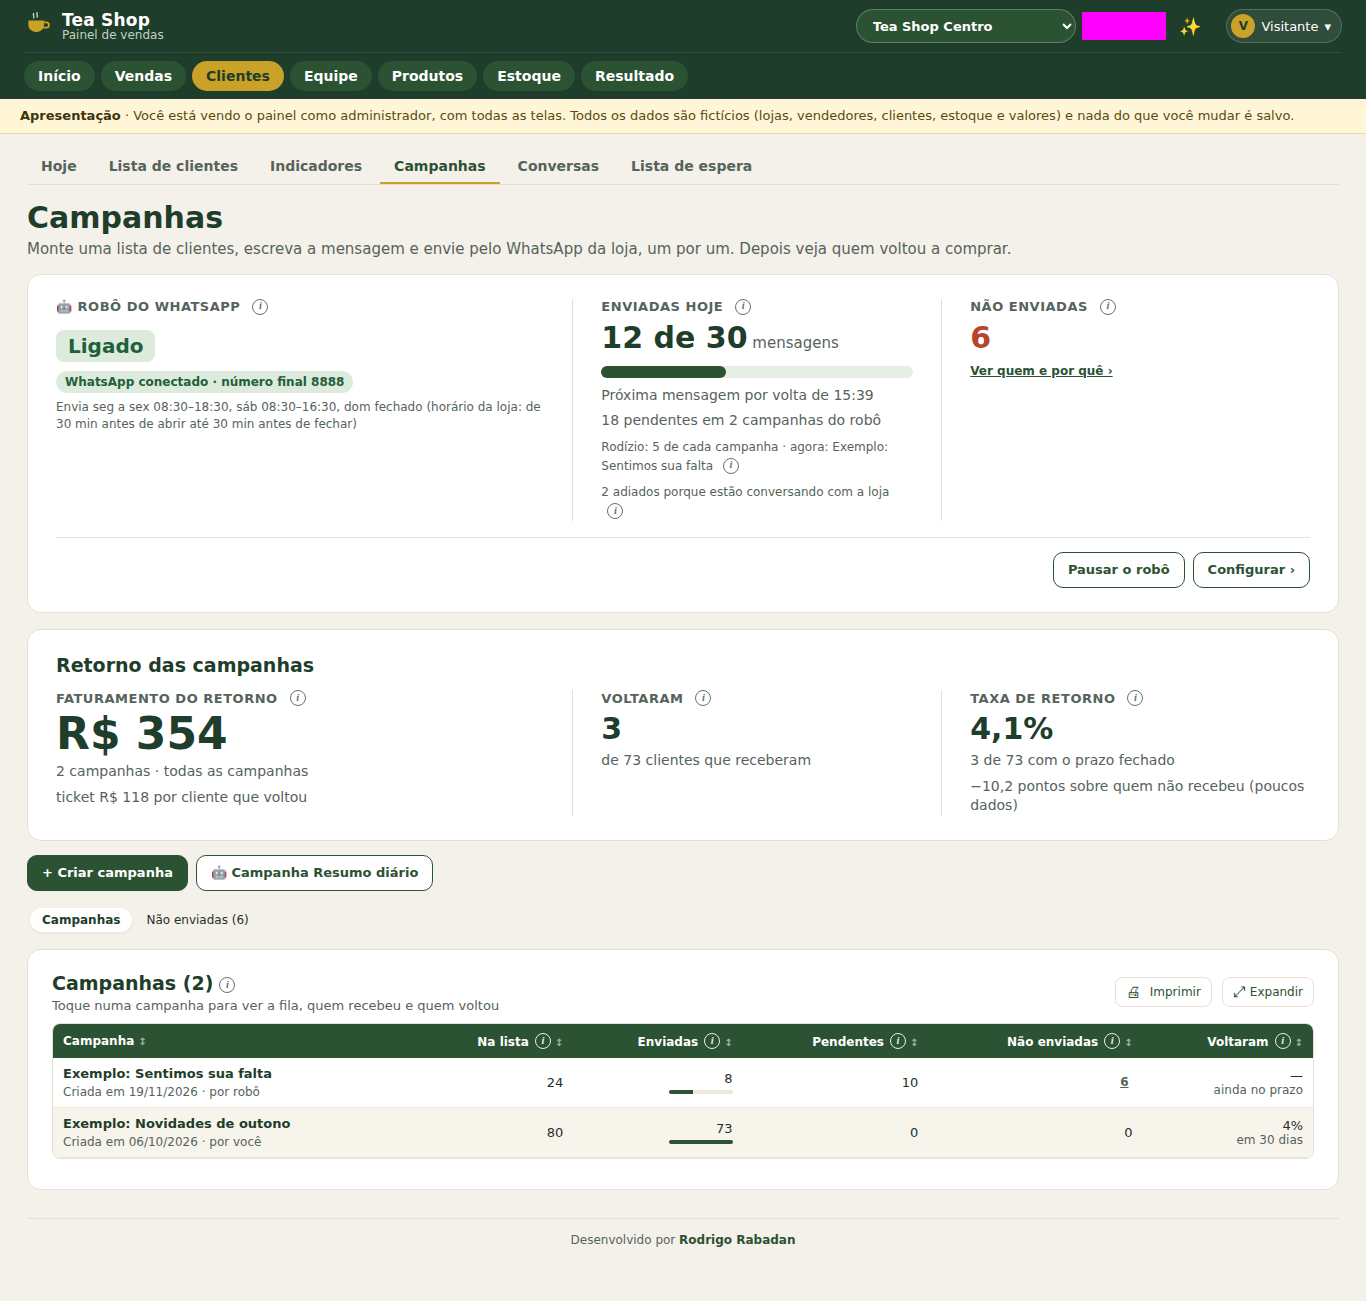 Tea Shop
Painel de vendas
Tea Shop Centro
V Visitante ▾
Início Vendas Clientes Equipe Produtos Estoque Resultado
Apresentação · Você está vendo o painel como administrador, com todas as telas. Todos os dados são fictícios (lojas, vendedores, clientes, estoque e valores) e nada do que você mudar é salvo.
Hoje Lista de clientes Indicadores Campanhas Conversas Lista de espera
Campanhas
Monte uma lista de clientes, escreva a mensagem e envie pelo WhatsApp da loja, um por um. Depois veja quem voltou a comprar.
🤖 ROBÔ DO WHATSAPP i
Ligado
WhatsApp conectado · número final 8888
Envia seg a sex 08:30–18:30, sáb 08:30–16:30, dom fechado (horário da loja: de
30 min antes de abrir até 30 min antes de fechar)
ENVIADAS HOJE i
12 de 30 mensagens
Próxima mensagem por volta de 15:39
18 pendentes em 2 campanhas do robô
Rodízio: 5 de cada campanha · agora: Exemplo:
Sentimos sua falta i
2 adiados porque estão conversando com a loja
i
NÃO ENVIADAS i
6
Ver quem e por quê ›
Pausar o robô Configurar ›
Retorno das campanhas
FATURAMENTO DO RETORNO i
R$ 354
2 campanhas · todas as campanhas
ticket R$ 118 por cliente que voltou
VOLTARAM i
3
de 73 clientes que receberam
TAXA DE RETORNO i
4,1%
3 de 73 com o prazo fechado
−10,2 pontos sobre quem não recebeu (poucos
dados)
+ Criar campanha 🤖 Campanha Resumo diário
Campanhas Não enviadas (6)
Campanhas (2) i
Toque numa campanha para ver a fila, quem recebeu e quem voltou
Imprimir Expandir
Campanha ↕ Na lista i ↕ Enviadas i ↕ Pendentes i ↕ Não enviadas i ↕ Voltaram i ↕
Exemplo: Sentimos sua falta 24 8 10 6 —
Criada em 19/11/2026 · por robô ainda no prazo
Exemplo: Novidades de outono 80 73 0 0 4%
Criada em 06/10/2026 · por você em 30 dias
Desenvolvido por Rodrigo Rabadan